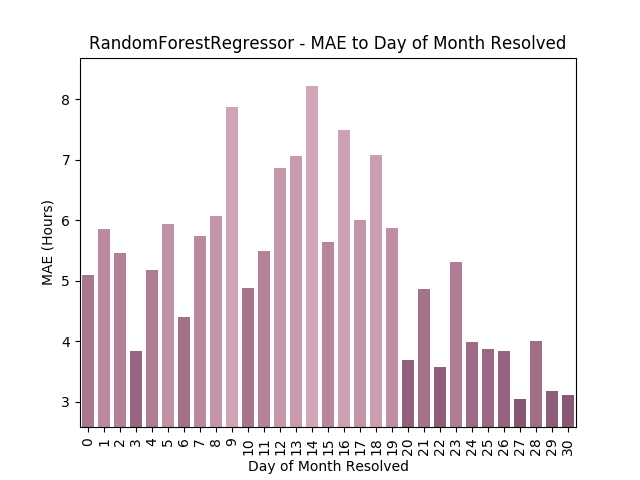 RandomForestRegressor - MAE to Day of Month Resolved
MAE (Hours)
8
7
6
5
4
3
0 1 2 3 4 5 6 7 8 9 10 11 12 13 14 15 16 17 18 19 20 21 22 23 24 25 26 27 28 29 30
Day of Month Resolved